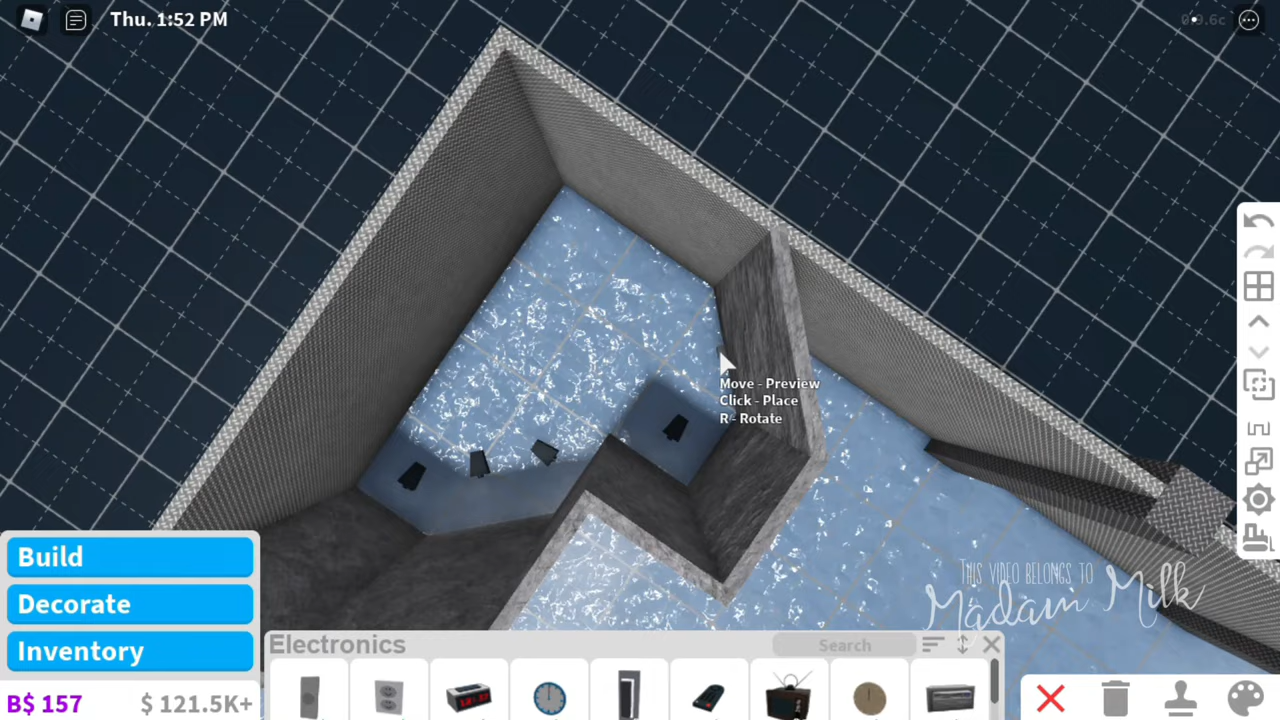 Thu. 1:52 PM
Move - Preview
Click - Place
R - Rotate
Build
Decorate
Inventory
B$ 157
$ 121.5K+
THIS VIDEO BELONGS TO
Madam Milk
Electronics
Search